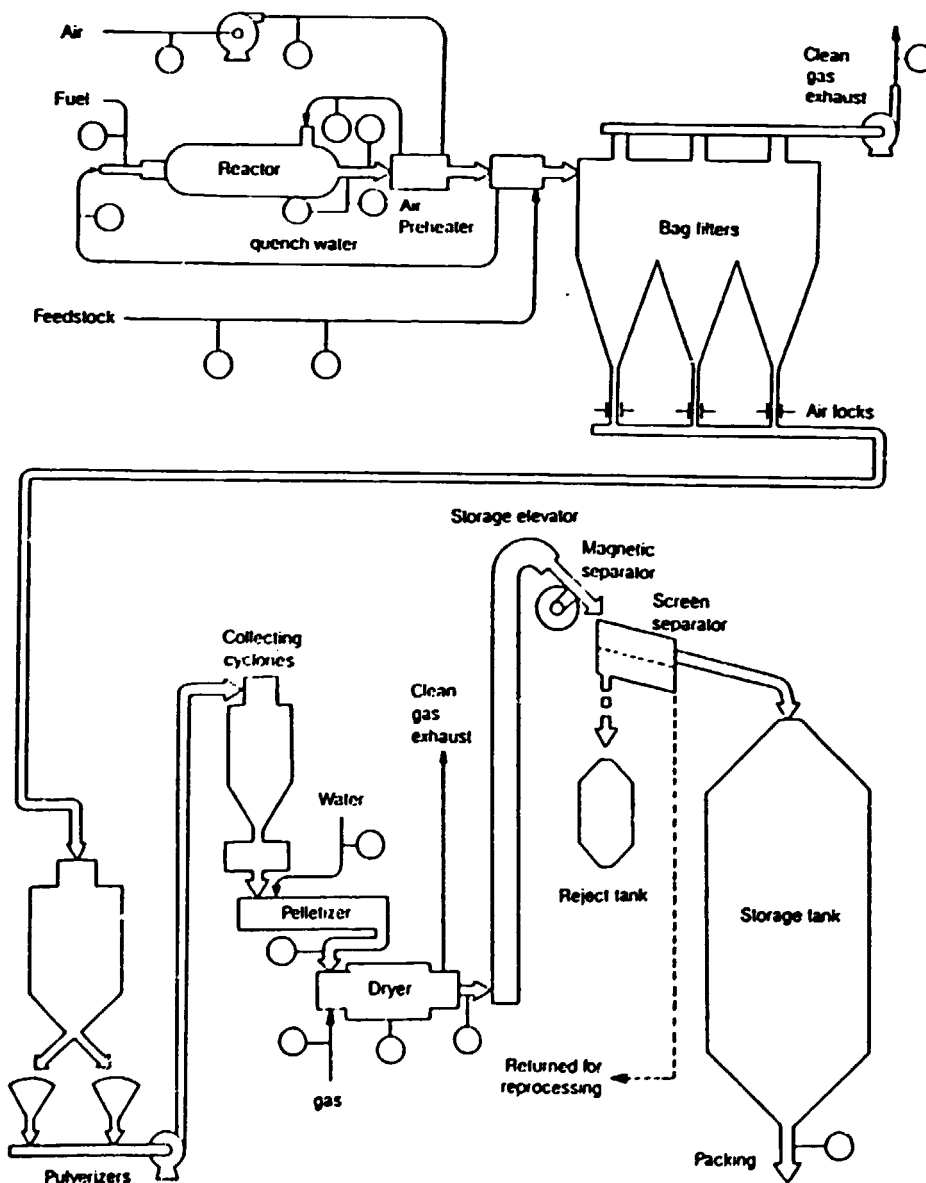 Air
Clean
gas
exhaust
Fuel
Reactor
Air
Preheater
quench water
Bag filters
Feedstock
Air locks
Storage elevator
Magnetic
separator
Screen
separator
Collecting
cyclones
Clean
gas
exhaust
Water
Pelletizer
Reject tank
Storage tank
Dryer
Returned for
reprocessing
gas
Packing
Pulverizers